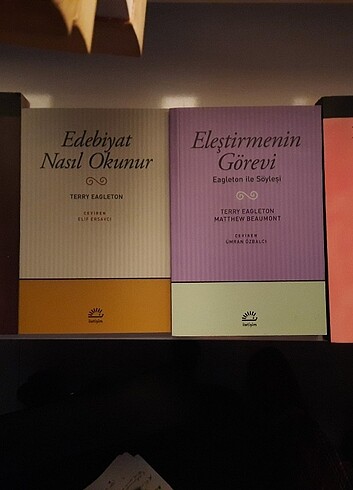 Edebiyat
Nasıl Okunur
TERRY EAGLETON
ÇEVİREN
ELİF ERSAVCI
iletişim
Eleştirmenin
Görevi
Eagleton ile Söyleşi
TERRY EAGLETON
MATTHEW BEAUMONT
ÇEVİREN
UMRAN ÖZBALCI
iletişim